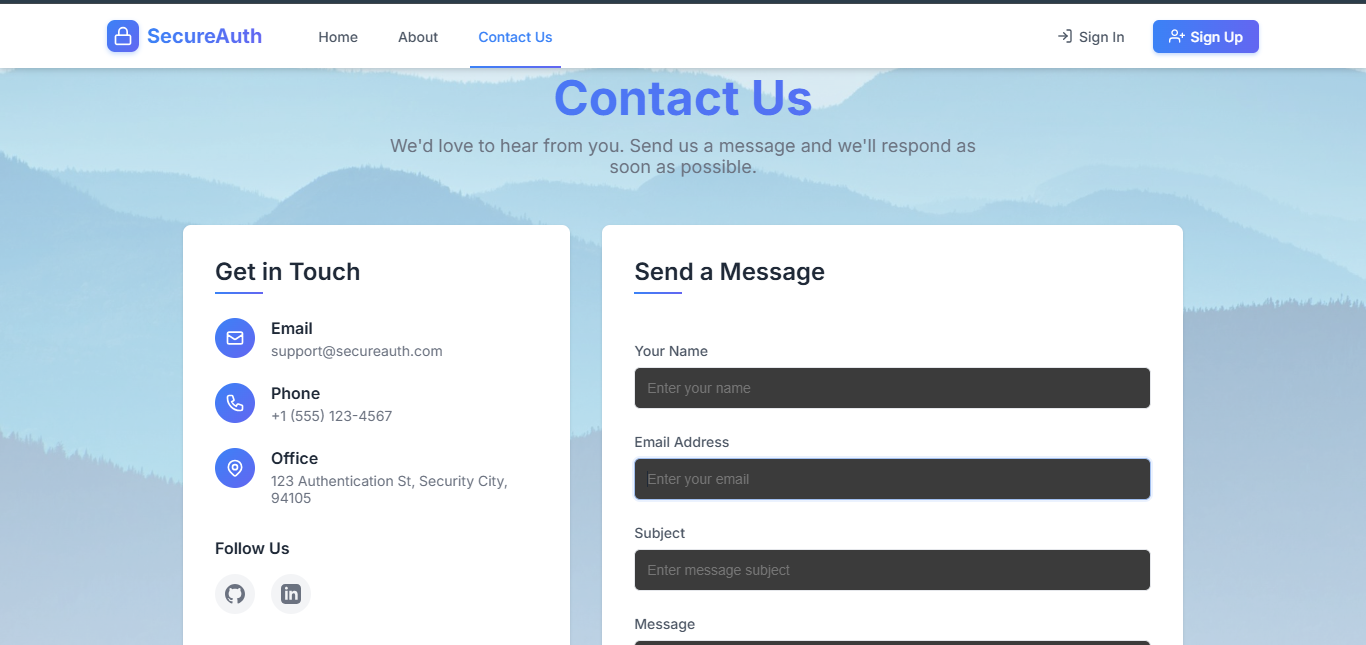 SecureAuth
Home
About
Contact Us
Sign In
Sign Up
Contact Us
We'd love to hear from you. Send us a message and we'll respond as
soon as possible.
Get in Touch
Email
support@secureauth.com
Phone
+1 (555) 123-4567
Office
123 Authentication St, Security City,
94105
Follow Us
in
Send a Message
Your Name
Enter your name
Email Address
Enter your email
Subject
Enter message subject
Message